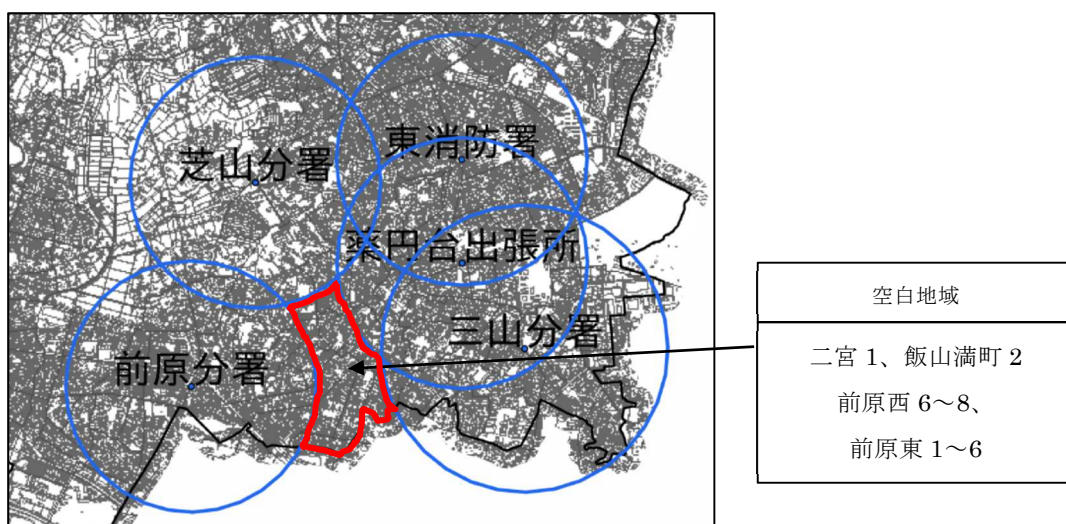 東消防署
芝山分署
薬円台出張所
三山分署
前原分署
空白地域
二宮 1、飯山満町 2
前原西 6～8、
前原東 1～6